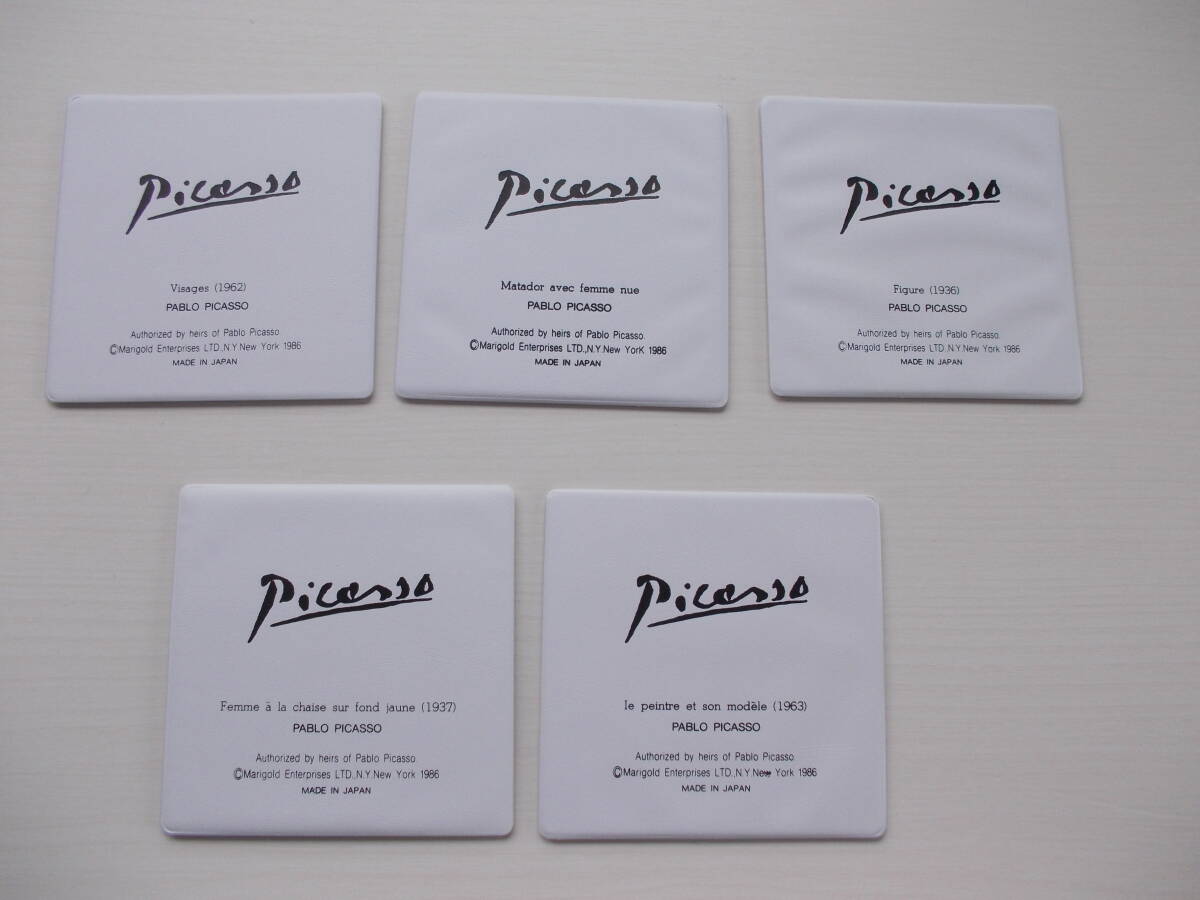 Picasso
Visages (1962)
PABLO PICASSO
Authorized by heirs of Pablo Picasso.
©Marigold Enterprises LTD.,N.Y.New York 1986
MADE IN JAPAN
Picasso
Matador avec femme nue
PABLO PICASSO
Authorized by heirs of Pablo Picasso.
©Marigold Enterprises LTD.,N.Y.New YorK 1986
MADE IN JAPAN
Picasso
Figure (1936)
PABLO PICASSO
Authorized by heirs of Pablo Picasso.
©Marigold Enterprises LTD.,N.Y.New York 1986
MADE IN JAPAN
Picasso
Femme à la chaise sur fond jaune (1937)
PABLO PICASSO
Authorized by heirs of Pablo Picasso.
©Marigold Enterprises LTD.,N.Y.New York 1986
MADE IN JAPAN
Picasso
le peintre et son modèle (1963)
PABLO PICASSO
Authorized by heirs of Pablo Picasso.
©Marigold Enterprises LTD.,N.Y.New York 1986
MADE IN JAPAN